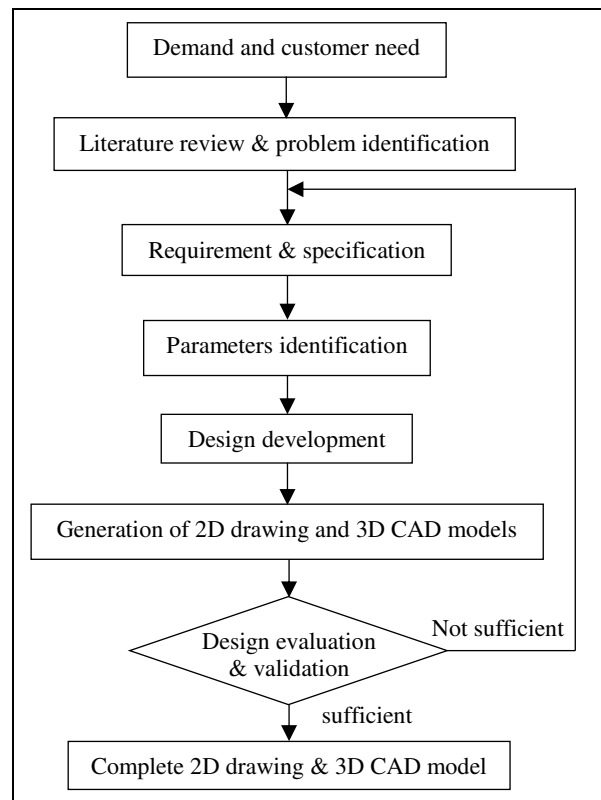 Demand and customer need
Literature review & problem identification
Requirement & specification
Parameters identification
Design development
Generation of 2D drawing and 3D CAD models
Design evaluation
& validation
Not sufficient
sufficient
Complete 2D drawing & 3D CAD model